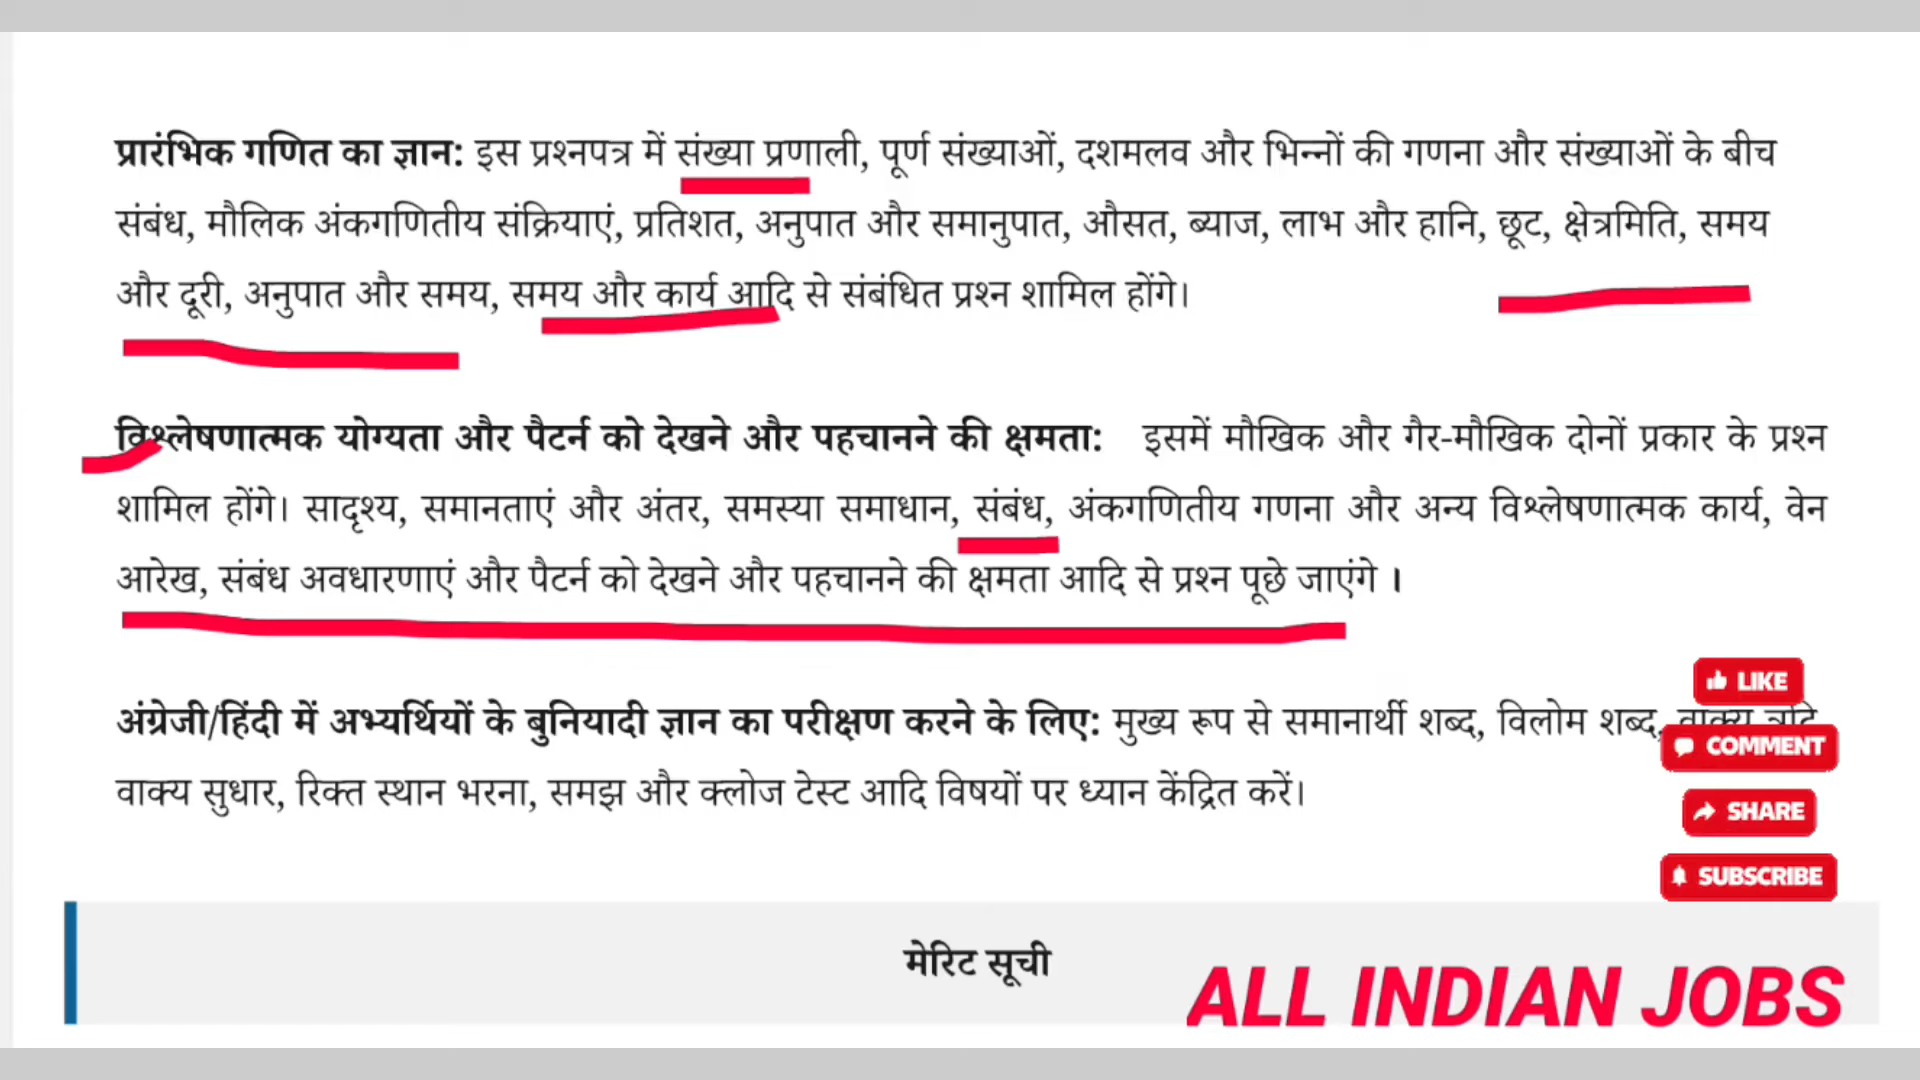 प्रारंभिक गणित का ज्ञान: इस प्रश्नपत्र में संख्या प्रणाली, पूर्ण संख्याओं, दशमलव और भिन्नों की गणना और संख्याओं के बीच
संबंध, मौलिक अंकगणितीय संक्रियाएं, प्रतिशत, अनुपात और समानुपात, औसत, ब्याज, लाभ और हानि, छूट, क्षेत्रमिति, समय
और दूरी, अनुपात और समय, समय और कार्य आदि से संबंधित प्रश्न शामिल होंगे।
विश्लेषणात्मक योग्यता और पैटर्न को देखने और पहचानने की क्षमता: इसमें मौखिक और गैर-मौखिक दोनों प्रकार के प्रश्न
शामिल होंगे। सादृश्य, समानताएं और अंतर, समस्या समाधान, संबंध, अंकगणितीय गणना और अन्य विश्लेषणात्मक कार्य, वेन
आरेख, संबंध अवधारणाएं और पैटर्न को देखने और पहचानने की क्षमता आदि से प्रश्न पूछे जाएंगे ।
LIKE
अंग्रेजी/हिंदी में अभ्यर्थियों के बुनियादी ज्ञान का परीक्षण करने के लिए: मुख्य रूप से समानार्थी शब्द, विलोम शब्द, वाक्य
COMMENT
वाक्य सुधार, रिक्त स्थान भरना, समझ और क्लोज टेस्ट आदि विषयों पर ध्यान केंद्रित करें।
SHARE
SUBSCRIBE
मेरिट सूची
ALL INDIAN JOBS